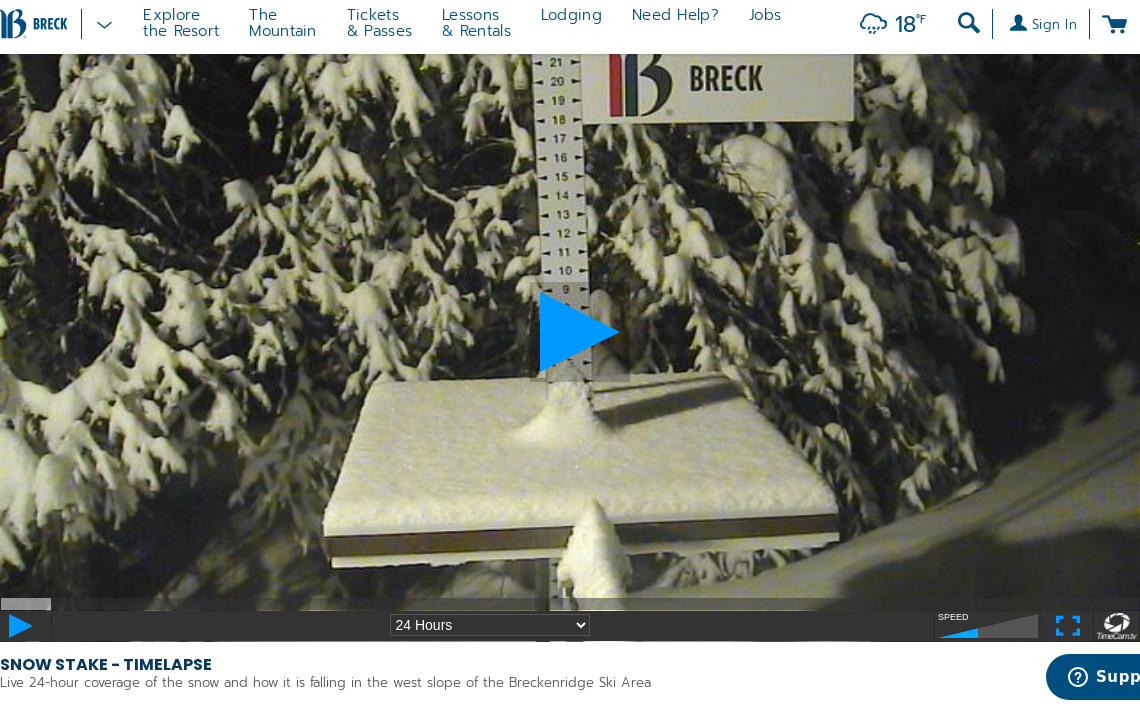 BRECK
Explore
the Resort
The
Mountain
Tickets
& Passes
Lessons
& Rentals
Lodging
Need Help?
Jobs
18°F
Sign In
21
20
19
18
17
16
15
14
13
12
11
10
9
BRECK
24 Hours
SPEED
TimeCam.tv
SNOW STAKE - TIMELAPSE
Live 24-hour coverage of the snow and how it is falling in the west slope of the Breckenridge Ski Area
Supp